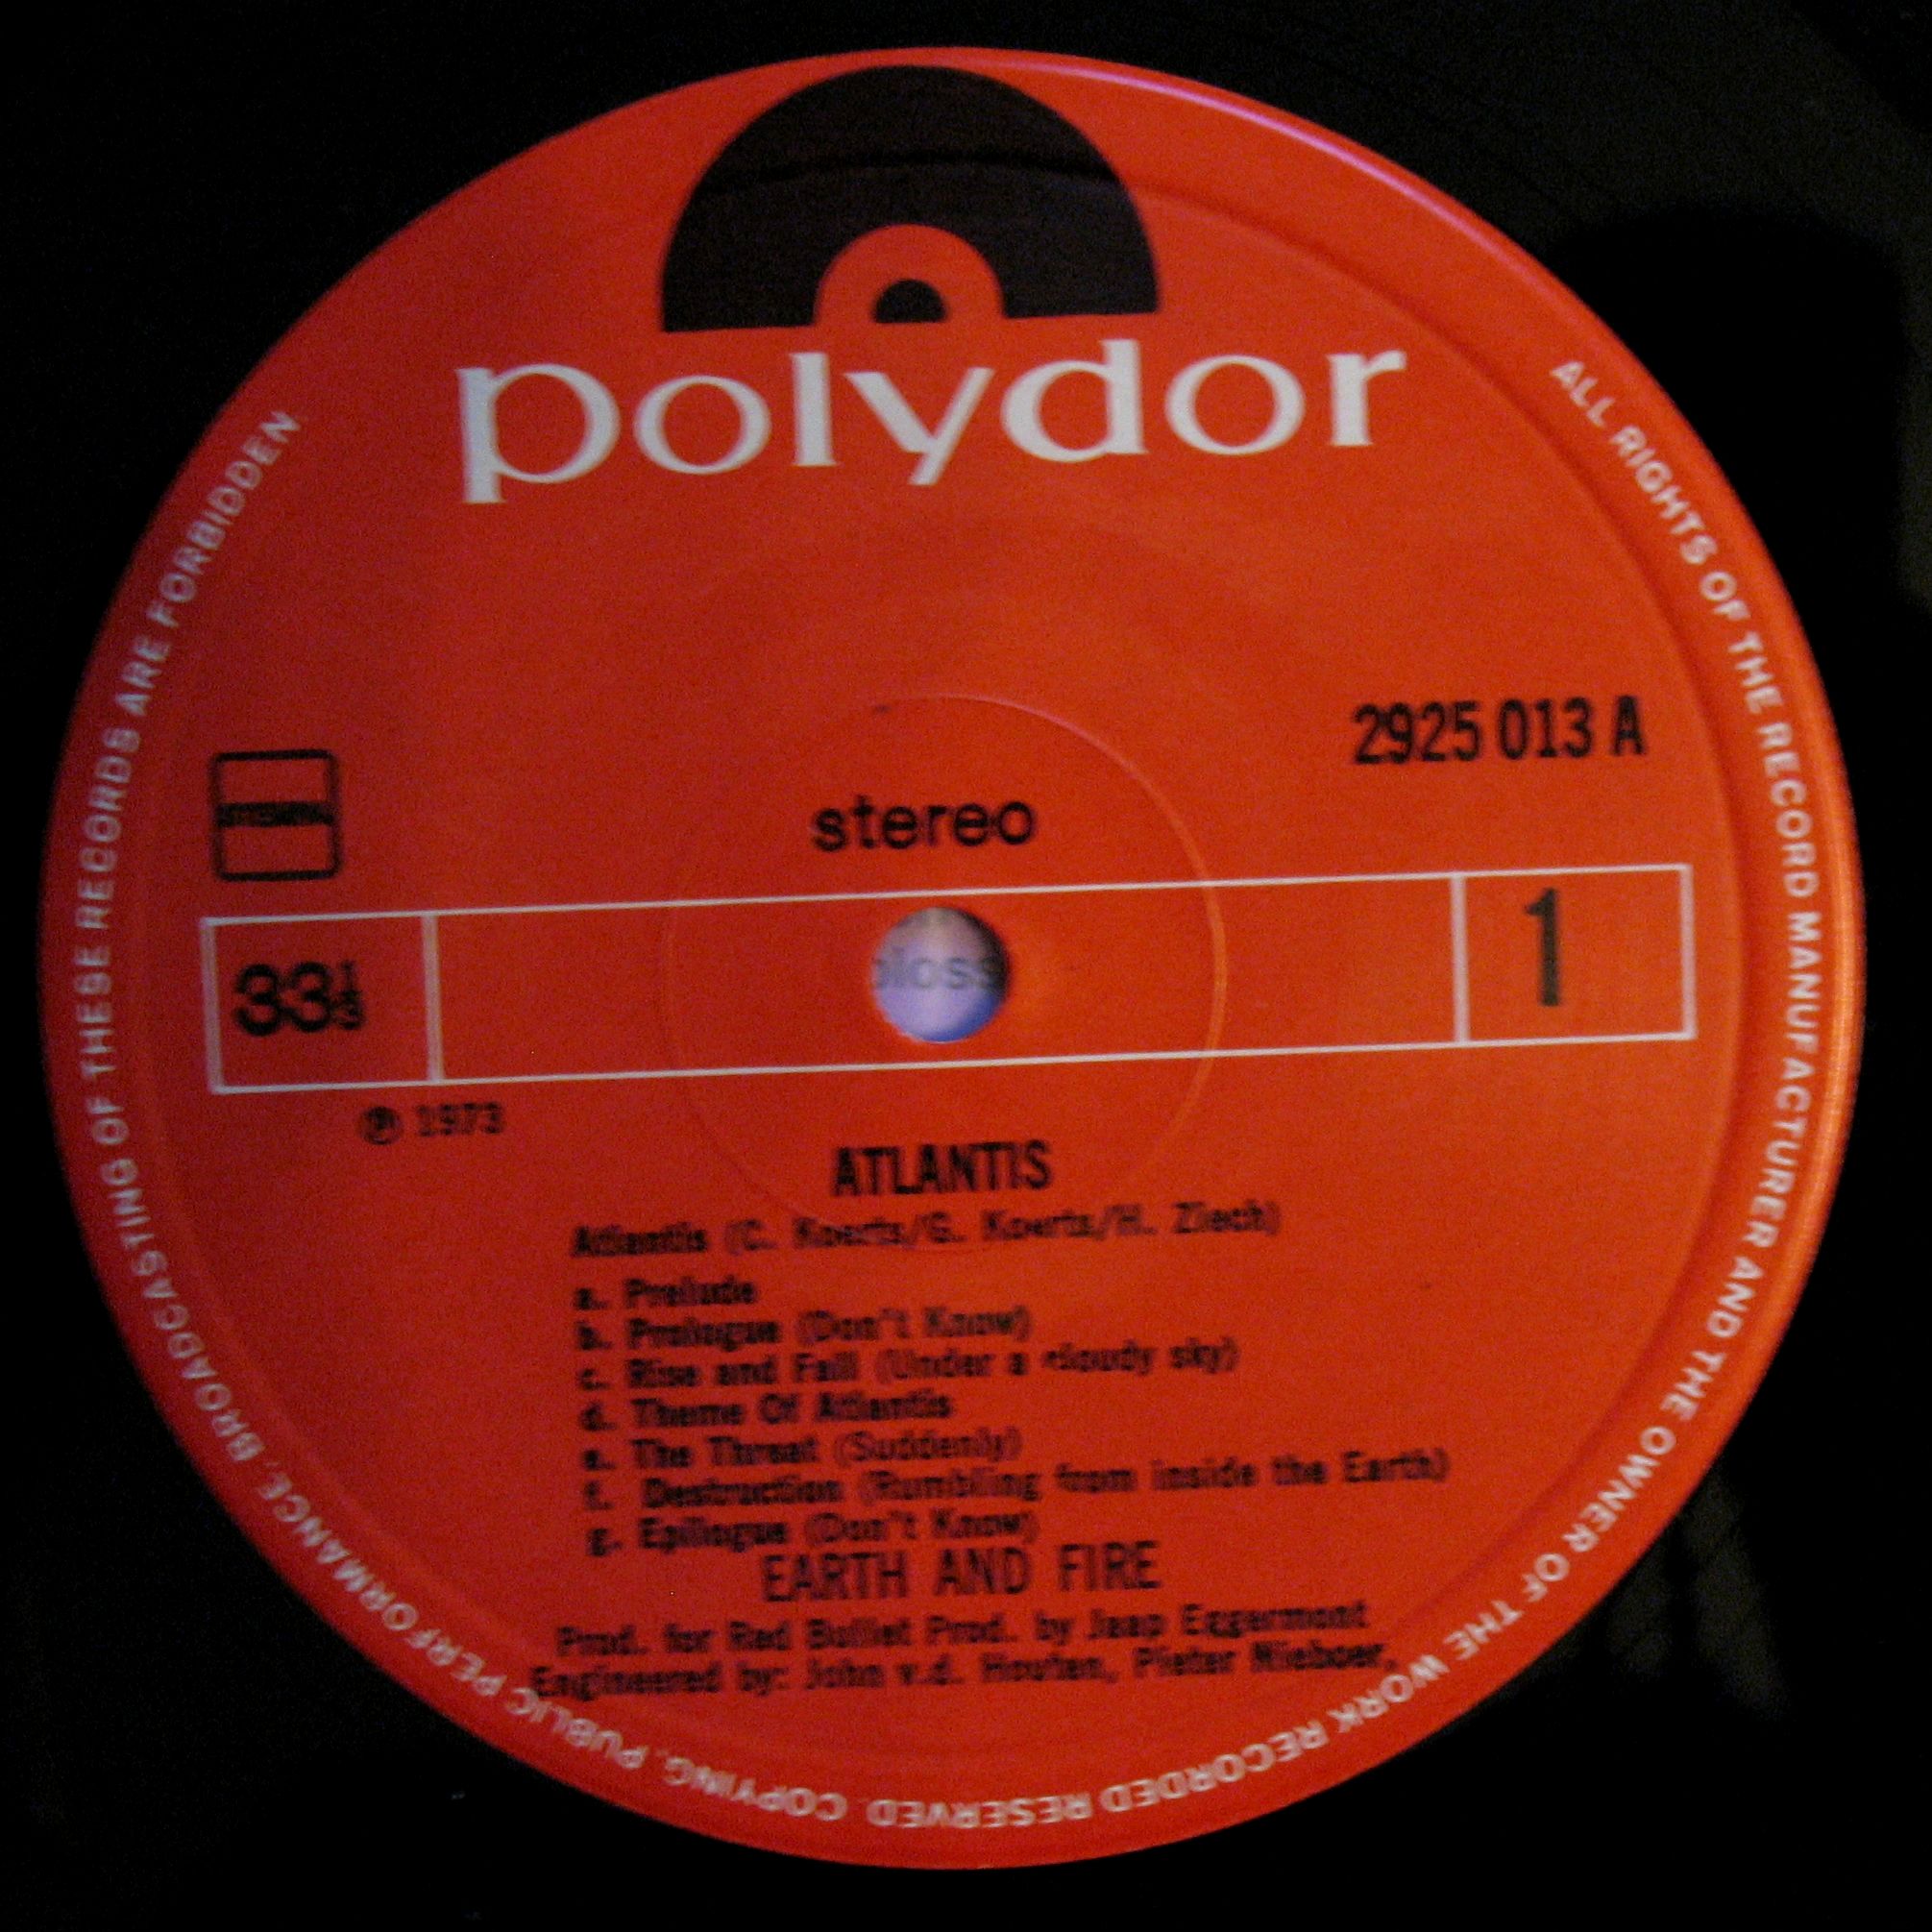 polydor
2925 013 A
stereo
STEMRA
33⅓
1
℗ 1973
ATLANTIS
Atlantis (C. Koerts/G. Koerts/H. Ziech)
a. Prelude
b. Prologue (Don't Know)
c. Rise and Fall (Under a cloudy sky)
d. Theme Of Atlantis
e. The Threat (Suddenly)
f. Destruction (Rumbling from inside the Earth)
g. Epilogue (Don't Know)
EARTH AND FIRE
Prod. for Red Bullet Prod. by Jaap Eggermont
Engineered by: John v.d. Houten, Pieter Nieboer.
ALL RIGHTS OF THE RECORD MANUFACTURER AND THE OWNER OF THE WORK RECORDED RESERVED. COPYING, PUBLIC PERFORMANCE, BROADCASTING OF THESE RECORDS ARE FORBIDDEN